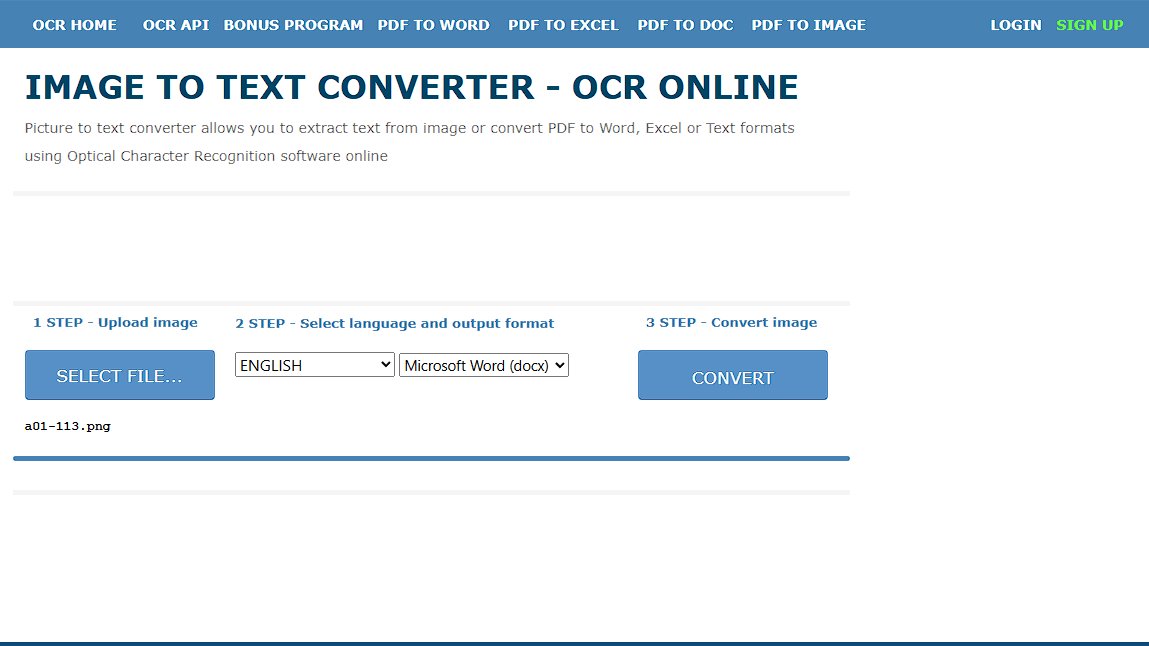 OCR HOME OCR API BONUS PROGRAM PDF TO WORD PDF TO EXCEL PDF TO DOC PDF TO IMAGE LOGIN SIGN UP
IMAGE TO TEXT CONVERTER - OCR ONLINE
Picture to text converter allows you to extract text from image or convert PDF to Word, Excel or Text formats
using Optical Character Recognition software online
1 STEP - Upload image 2 STEP - Select language and output format 3 STEP - Convert image
SELECT FILE... ENGLISH Microsoft Word (docx) CONVERT
a01-113.png